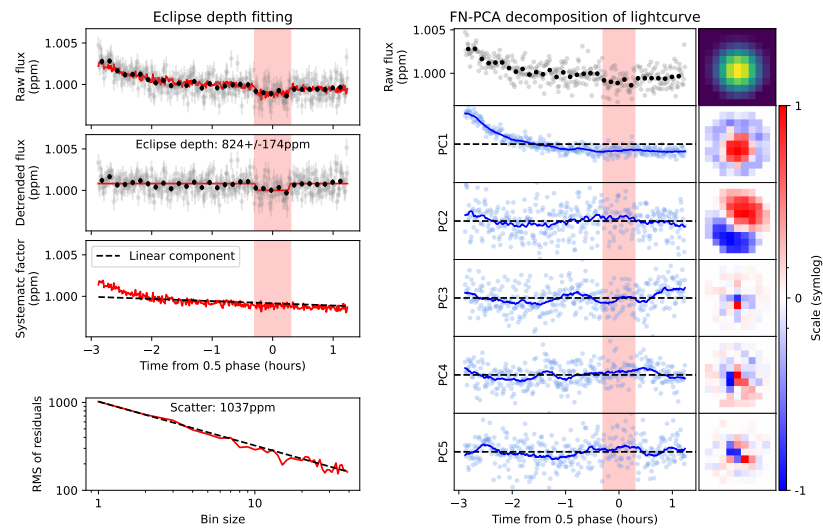 Eclipse depth fitting
Raw flux
(ppm)
1.005
1.000
Detrended flux
(ppm)
1.005
1.000
Eclipse depth: 824+/-174ppm
Systematc factor
(ppm)
1.005
1.000
Linear component
−3
−2
−1
0
1
Time from 0.5 phase (hours)
RMS of residuals
1000
100
Scatter: 1037ppm
1
10
Bin size
FN-PCA decomposition of lightcurve
Raw flux
(ppm)
1.005
1.000
PC1
PC2
PC3
PC4
PC5
−3
−2
−1
0
1
Time from 0.5 phase (hours)
1
0
-1
Scale (symlog)